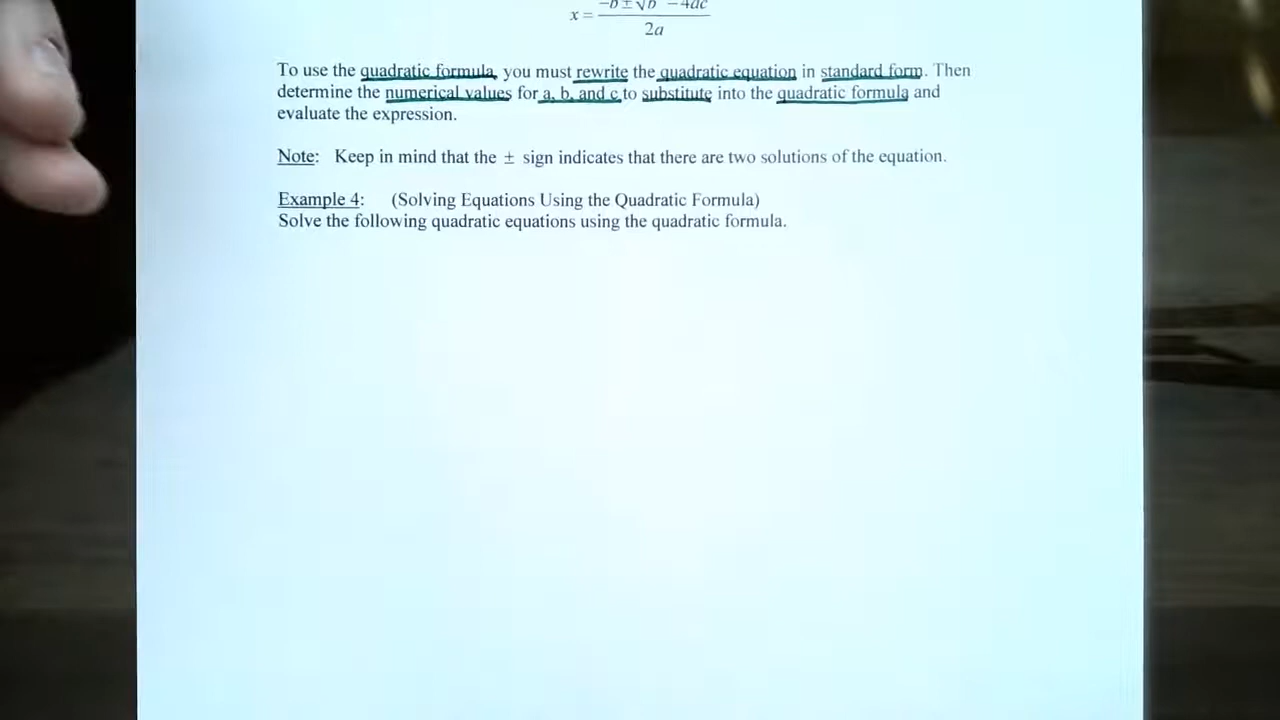 x = −b ± √b − 4ac
2a
To use the quadratic formula, you must rewrite the quadratic equation in standard form. Then
determine the numerical values for a, b, and c to substitute into the quadratic formula and
evaluate the expression.
Note: Keep in mind that the ± sign indicates that there are two solutions of the equation.
Example 4: (Solving Equations Using the Quadratic Formula)
Solve the following quadratic equations using the quadratic formula.